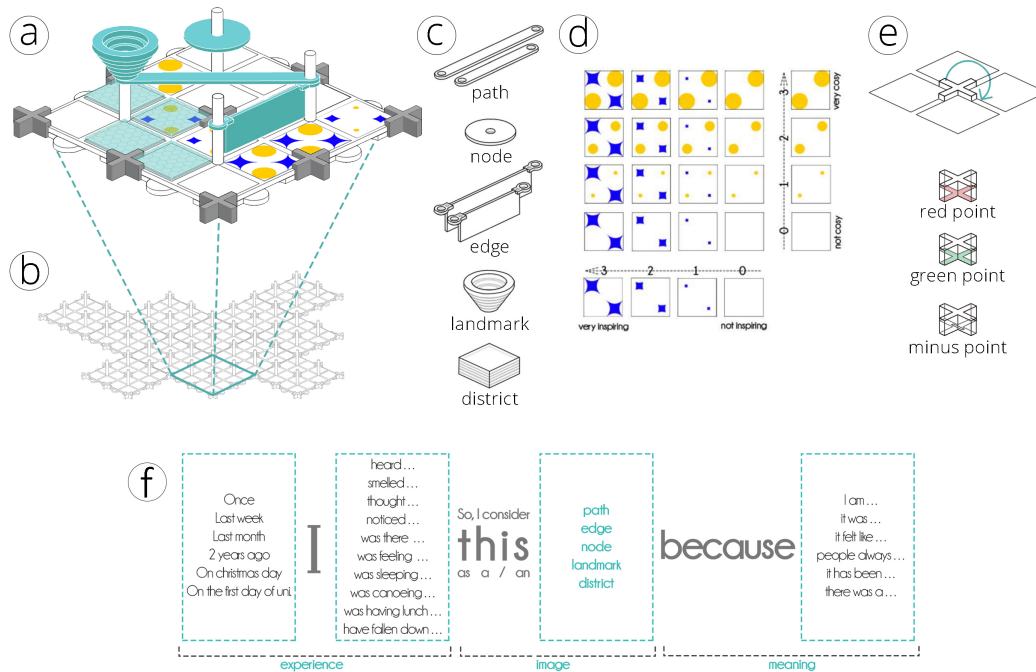 a
b
c
path
node
edge
landmark
district
d
3
2
1
0
very cosy
not cosy
3 2 1 0
very inspiring
not inspiring
e
red point
green point
minus point
f
Once
Last week
Last month
2 years ago
On christmas day
On the first day of uni.
I
heard ...
smelled ...
thought ...
noticed ...
was there ...
was feeling ...
was sleeping ...
was canoeing ...
was having lunch ...
have fallen down ...
So, I consider
this
as a / an
path
edge
node
landmark
district
because
I am ...
it was ...
it felt like ...
people always ...
it has been ...
there was a ...
experience
image
meaning